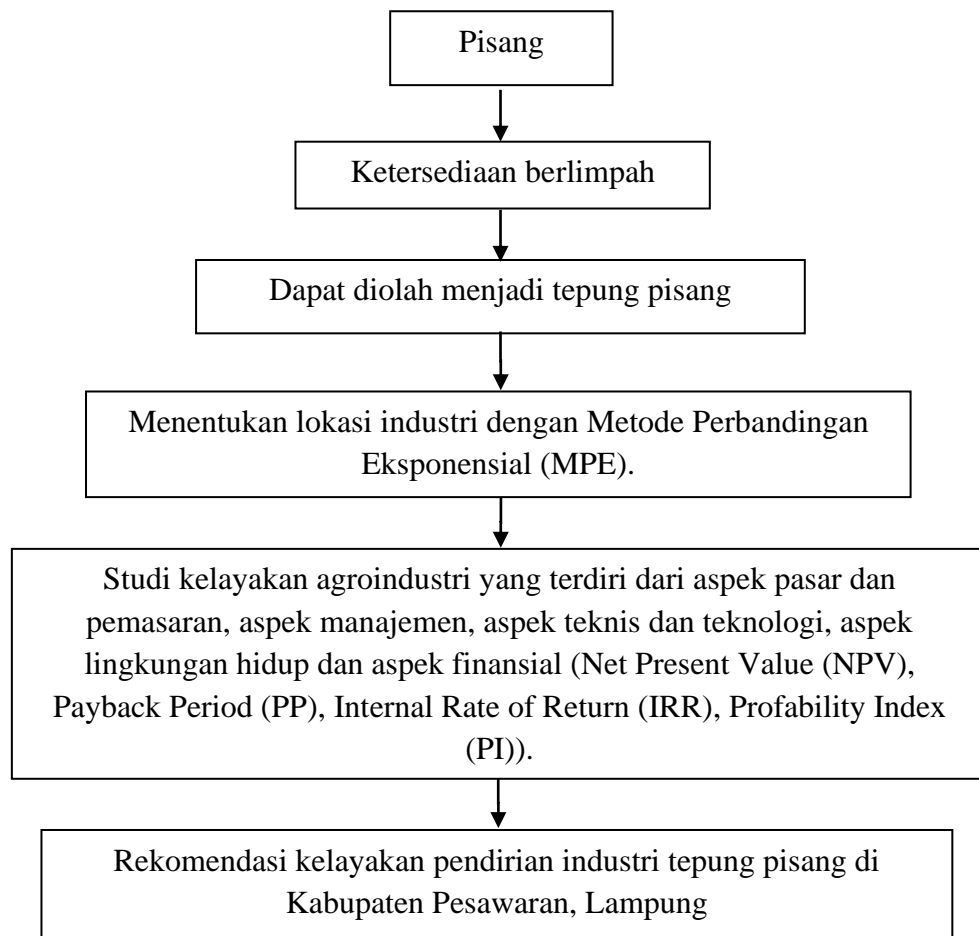 Pisang
Ketersediaan berlimpah
Dapat diolah menjadi tepung pisang
Menentukan lokasi industri dengan Metode Perbandingan
Eksponensial (MPE).
Studi kelayakan agroindustri yang terdiri dari aspek pasar dan
pemasaran, aspek manajemen, aspek teknis dan teknologi, aspek
lingkungan hidup dan aspek finansial (Net Present Value (NPV),
Payback Period (PP), Internal Rate of Return (IRR), Profability Index
(PI)).
Rekomendasi kelayakan pendirian industri tepung pisang di
Kabupaten Pesawaran, Lampung